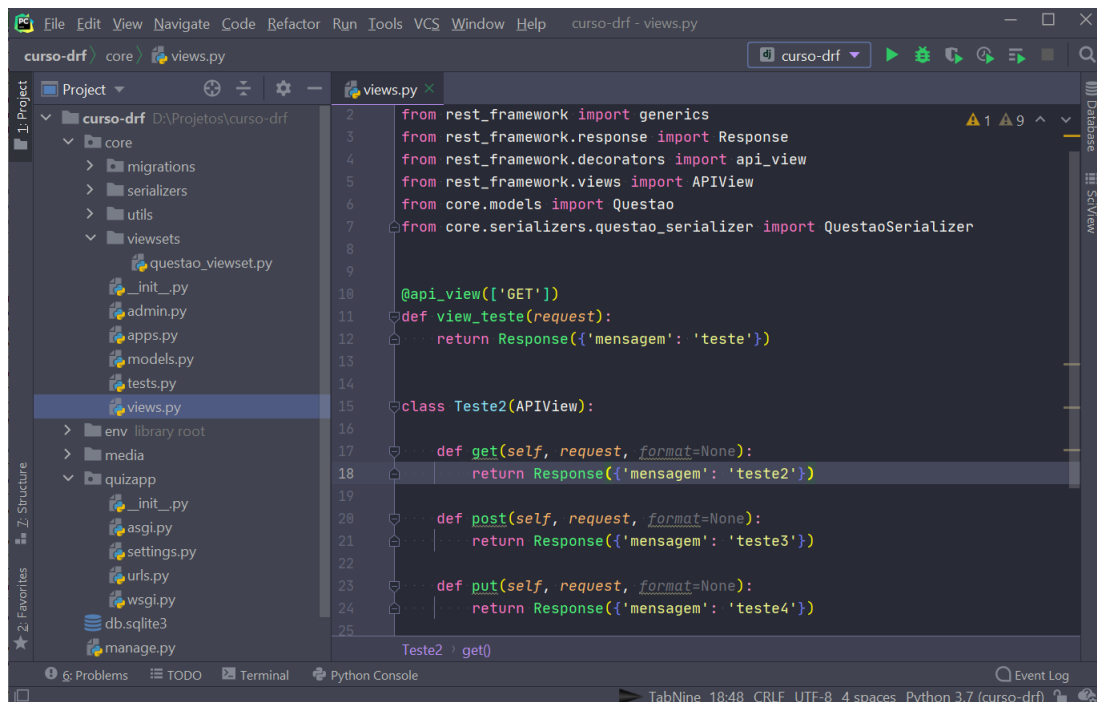 PC File Edit View Navigate Code Refactor Run Tools VCS Window Help curso-drf - views.py
curso-drf core views.py
dj curso-drf
1: Project
Project
views.py
curso-drf D:\Projetos\curso-drf
core
migrations
serializers
utils
viewsets
questao_viewset.py
__init__.py
admin.py
apps.py
models.py
tests.py
views.py
env library root
media
quizapp
__init__.py
asgi.py
settings.py
urls.py
wsgi.py
db.sqlite3
manage.py
7: Structure
2: Favorites
2 from rest_framework import generics
3 from rest_framework.response import Response
4 from rest_framework.decorators import api_view
5 from rest_framework.views import APIView
6 from core.models import Questao
7 from core.serializers.questao_serializer import QuestaoSerializer
8
9
10 @api_view(['GET'])
11 def view_teste(request):
12 return Response({'mensagem': 'teste'})
13
14
15 class Teste2(APIView):
16
17 def get(self, request, format=None):
18 return Response({'mensagem': 'teste2'})
19
20 def post(self, request, format=None):
21 return Response({'mensagem': 'teste3'})
22
23 def put(self, request, format=None):
24 return Response({'mensagem': 'teste4'})
25
1 9
Database
SciView
Teste2 get()
6: Problems TODO Terminal Python Console Event Log
TabNine 18:48 CRLF UTF-8 4 spaces Python 3.7 (curso-drf)